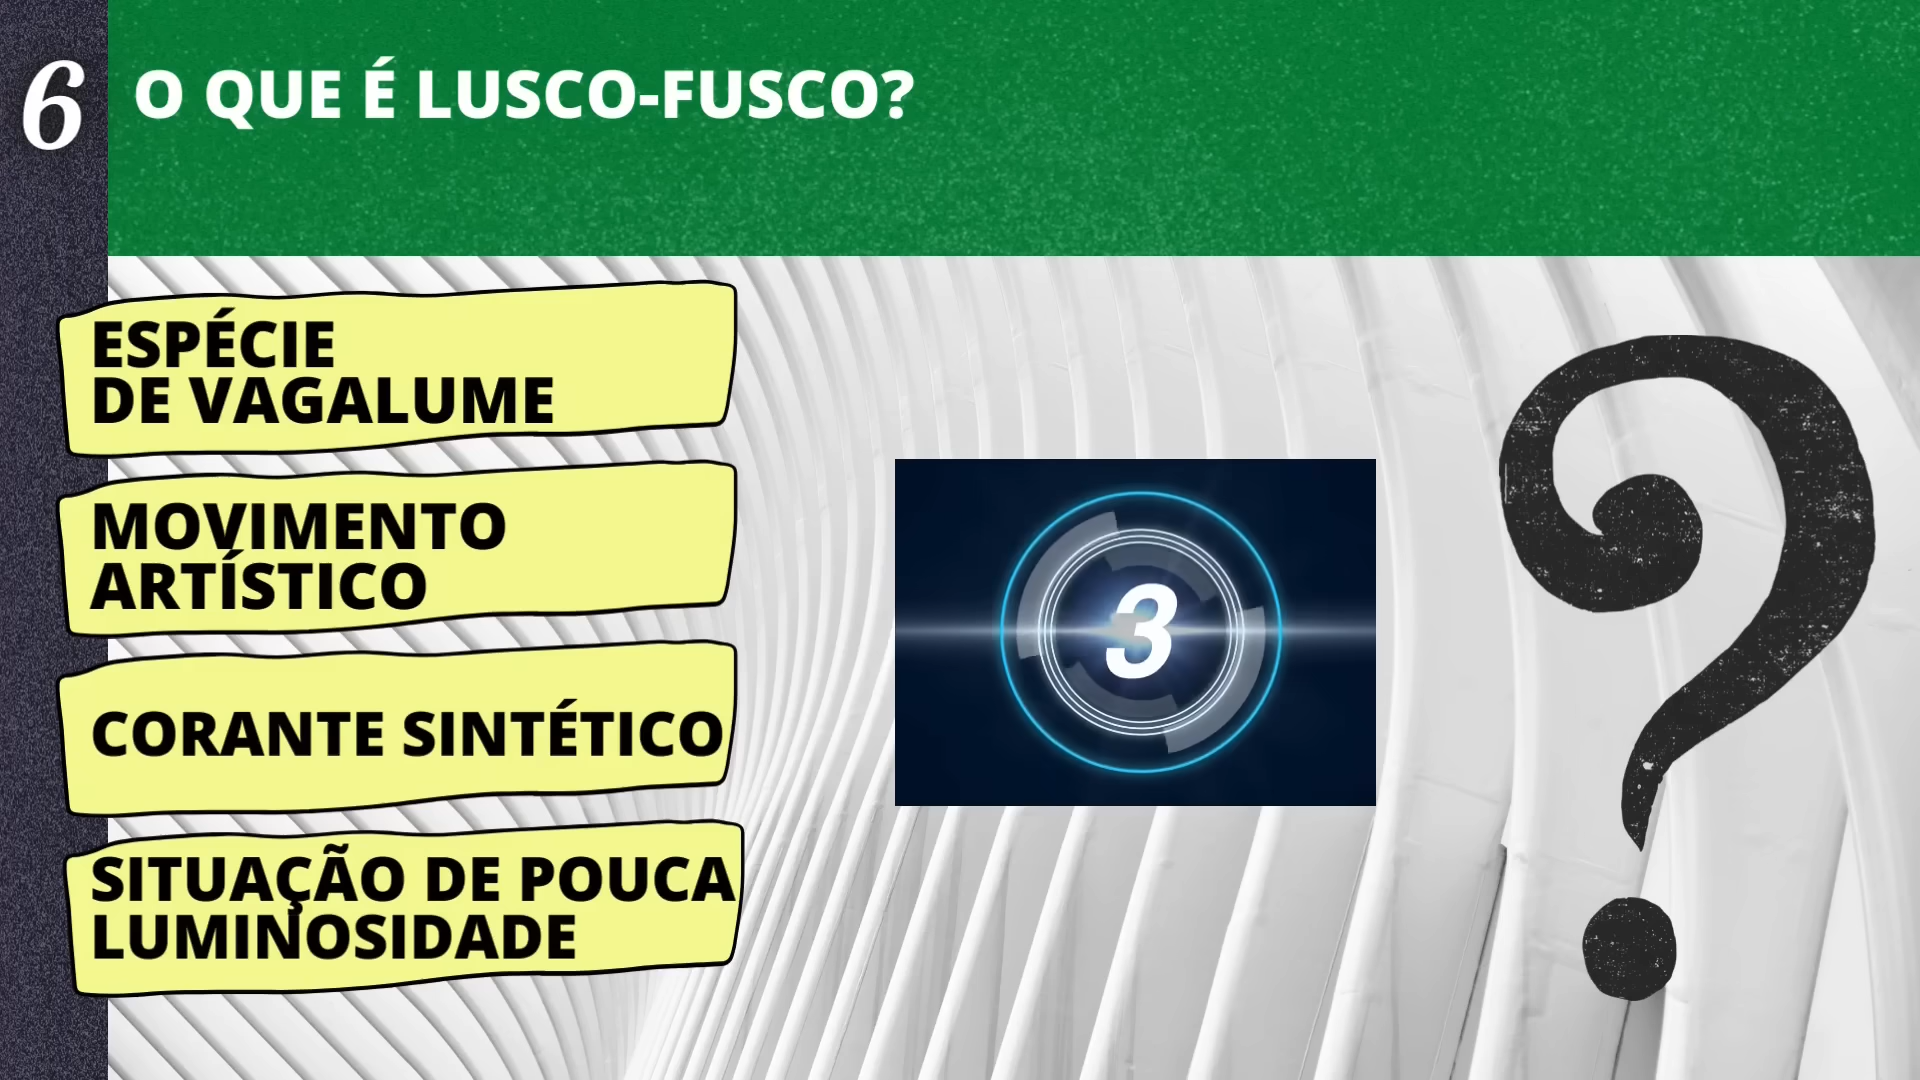 6
O QUE É LUSCO-FUSCO?
ESPÉCIE
DE VAGALUME
MOVIMENTO
ARTÍSTICO
CORANTE SINTÉTICO
SITUAÇÃO DE POUCA
LUMINOSIDADE
3
?